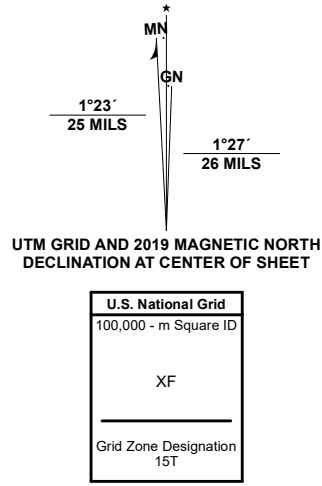 ★
MN
GN
1°23´
25 MILS
1°27´
26 MILS
UTM GRID AND 2019 MAGNETIC NORTH
DECLINATION AT CENTER OF SHEET
U.S. National Grid
100,000 - m Square ID
XF
Grid Zone Designation
15T